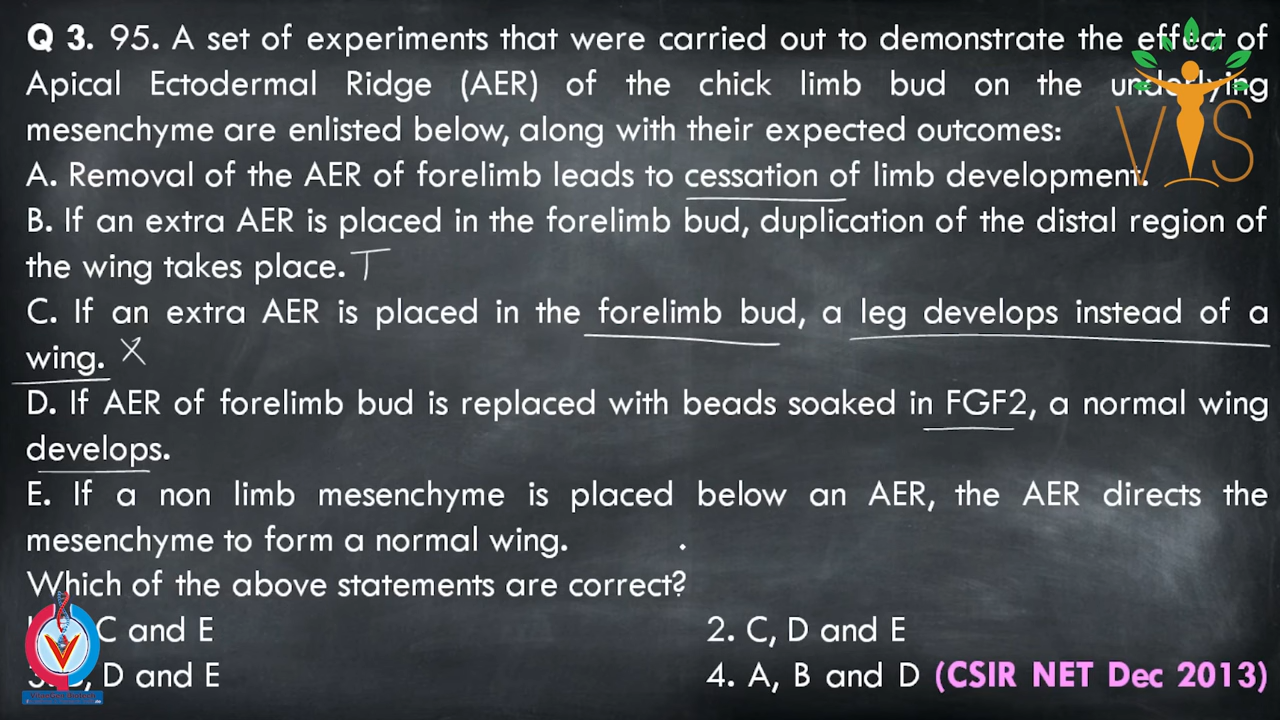 Q 3. 95. A set of experiments that were carried out to demonstrate the effect of
Apical Ectodermal Ridge (AER) of the chick limb bud on the underlying
mesenchyme are enlisted below, along with their expected outcomes:
A. Removal of the AER of forelimb leads to cessation of limb development.
B. If an extra AER is placed in the forelimb bud, duplication of the distal region of
the wing takes place. T
C. If an extra AER is placed in the forelimb bud, a leg develops instead of a
wing. X
D. If AER of forelimb bud is replaced with beads soaked in FGF2, a normal wing
develops.
E. If a non limb mesenchyme is placed below an AER, the AER directs the
mesenchyme to form a normal wing.
Which of the above statements are correct?
C and E
2. C, D and E
D and E
4. A, B and D (CSIR NET Dec 2013)
V S
V